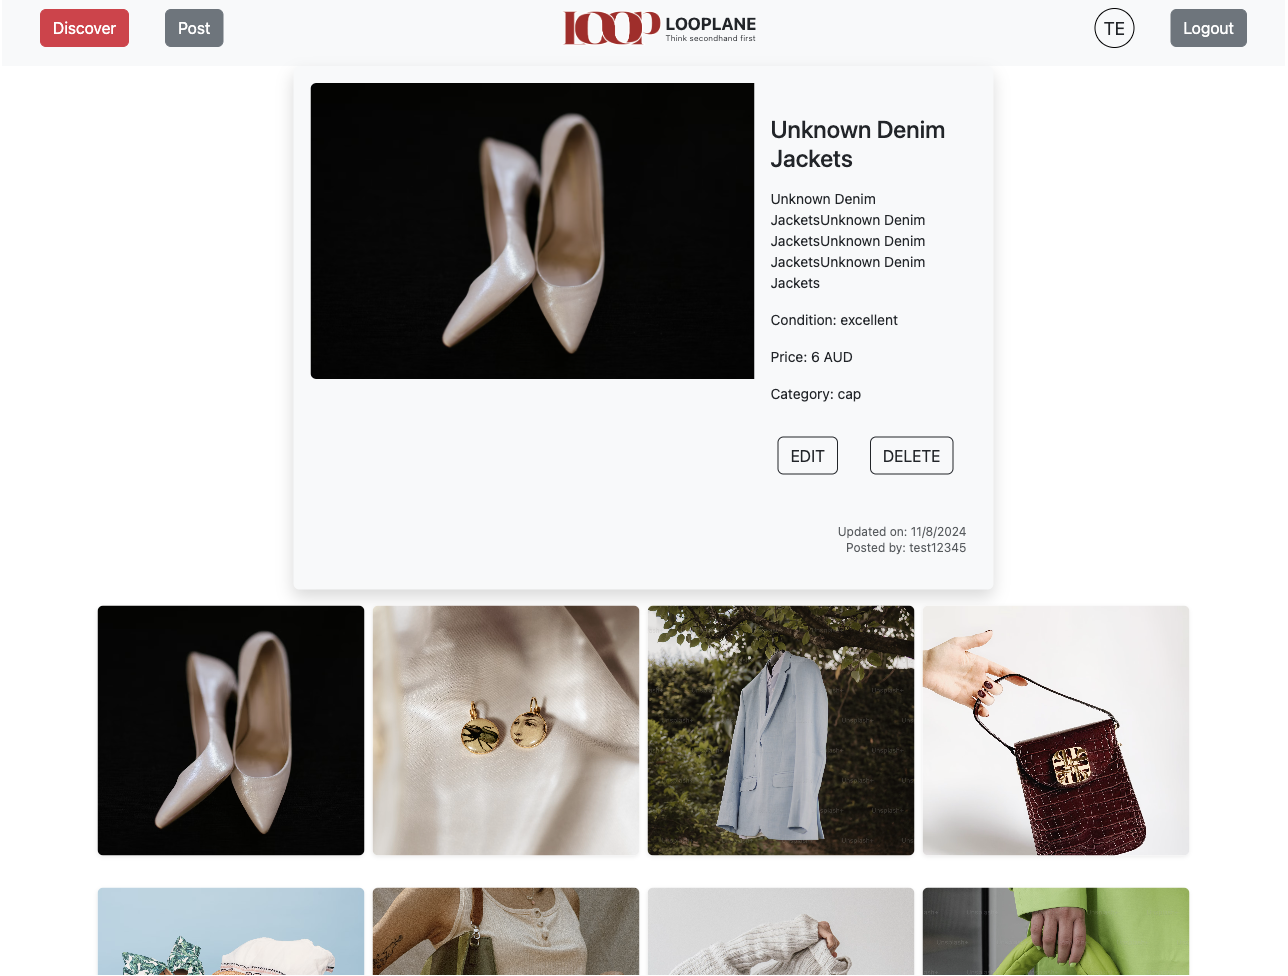 Discover
Post
LOOP
LOOPLANE
Think secondhand first
TE
Logout
Unknown Denim
Jackets
Unknown Denim
JacketsUnknown Denim
JacketsUnknown Denim
JacketsUnknown Denim
Jackets
Condition: excellent
Price: 6 AUD
Category: cap
EDIT
DELETE
Updated on: 11/8/2024
Posted by: test12345